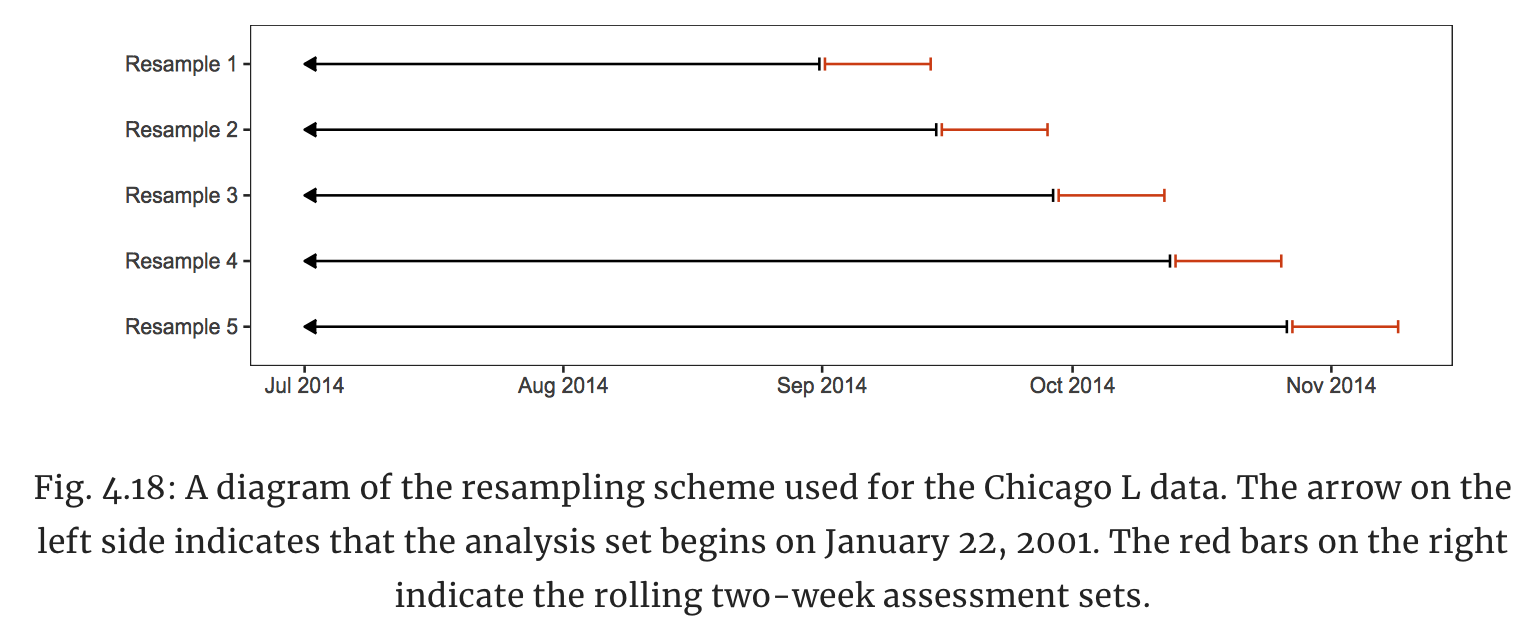 Resample 1
Resample 2
Resample 3
Resample 4
Resample 5
Jul 2014 Aug 2014 Sep 2014 Oct 2014 Nov 2014
Fig. 4.18: A diagram of the resampling scheme used for the Chicago L data. The arrow on the
left side indicates that the analysis set begins on January 22, 2001. The red bars on the right
indicate the rolling two-week assessment sets.